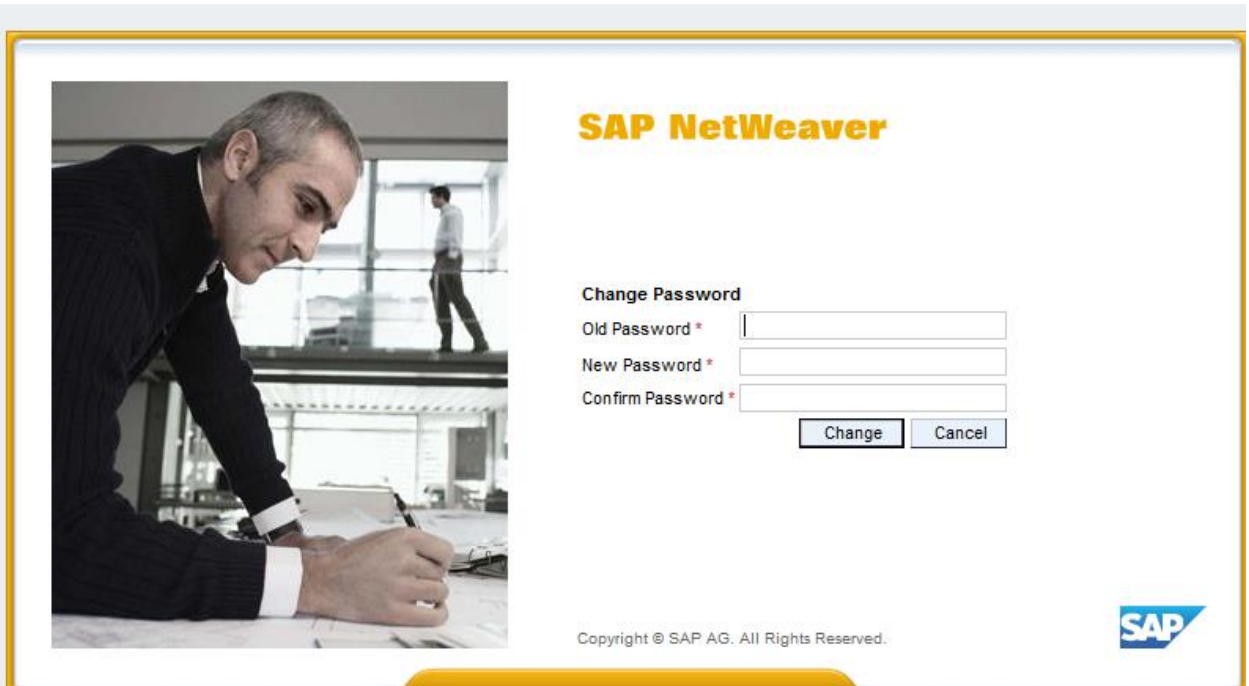 SAP NetWeaver
Change Password
Old Password *
New Password *
Confirm Password *
Change Cancel
Copyright © SAP AG. All Rights Reserved.
SAP